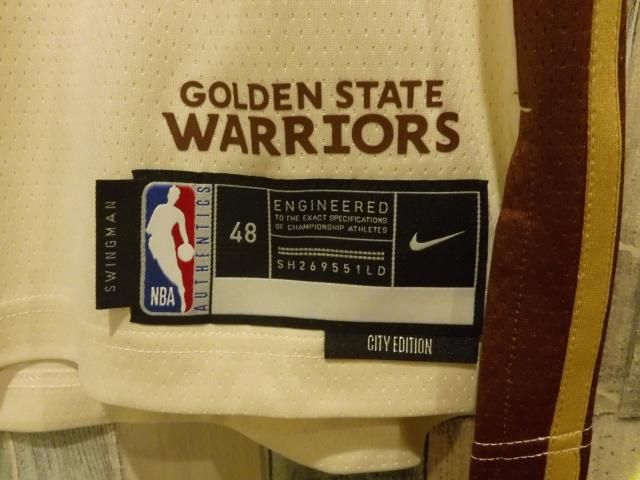 GOLDEN STATE
WARRIORS
SWINGMAN
NBA
AUTHENTICS
48
ENGINEERED
TO THE EXACT SPECIFICATIONS
OF CHAMPIONSHIP ATHLETES
SH269551LD
CITY EDITION